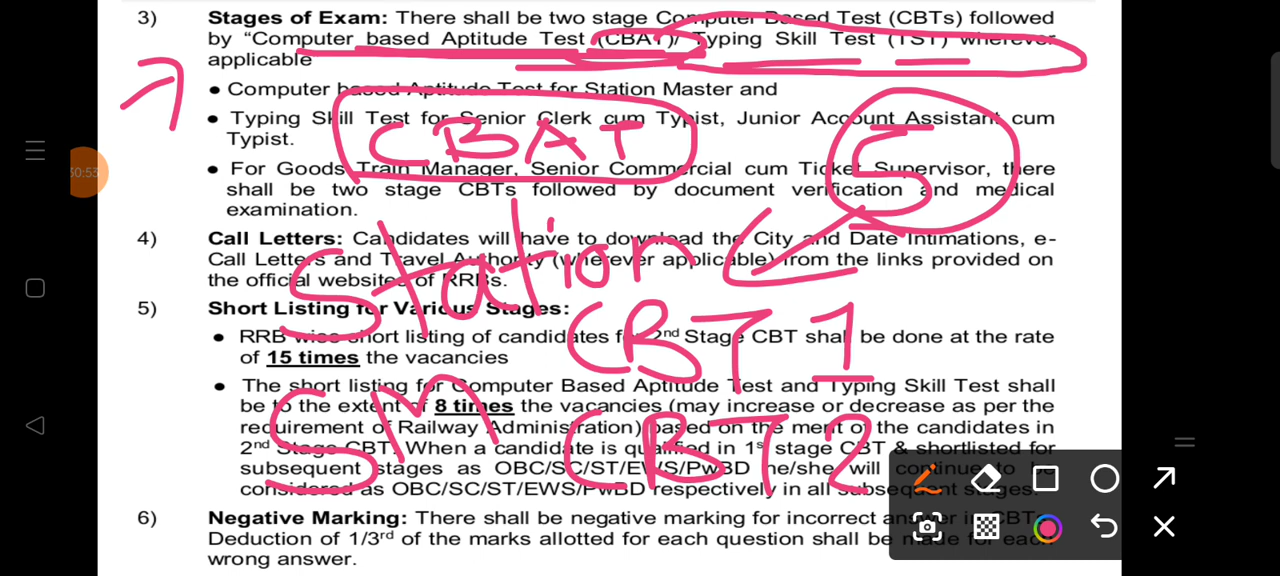 3) Stages of Exam: There shall be two stage Computer Based Test (CBTs) followed
by “Computer based Aptitude Test (CBAT)/ Typing Skill Test (TST) wherever
applicable
● Computer based Aptitude Test for Station Master and
● Typing Skill Test for Senior Clerk cum Typist, Junior Account Assistant cum
Typist.
CBAT
5
● For Goods Train Manager, Senior Commercial cum Ticket Supervisor, there
shall be two stage CBTs followed by document verification and medical
examination.
30:53
4) Call Letters: Candidates will have to download the City and Date Intimations, e-
Call Letters and Travel Authority (wherever applicable) from the links provided on
the official websites of RRBs.
Station
5) Short Listing for Various Stages:
● RRB wise short listing of candidates for 2nd Stage CBT shall be done at the rate
of 15 times the vacancies
CBT 1
● The short listing for Computer Based Aptitude Test and Typing Skill Test shall
be to the extent of 8 times the vacancies (may increase or decrease as per the
requirement of Railway Administration) based on the merit of the candidates in
2nd Stage CBT. When a candidate is qualified in 1st stage CBT & shortlisted for
subsequent stages as OBC/SC/ST/EWS/PwBD he/she will continue to be
considered as OBC/SC/ST/EWS/PwBD respectively in all subsequent stages.
SM CBT 2
6) Negative Marking: There shall be negative marking for incorrect answer in CBTs.
Deduction of 1/3rd of the marks allotted for each question shall be made for each
wrong answer.